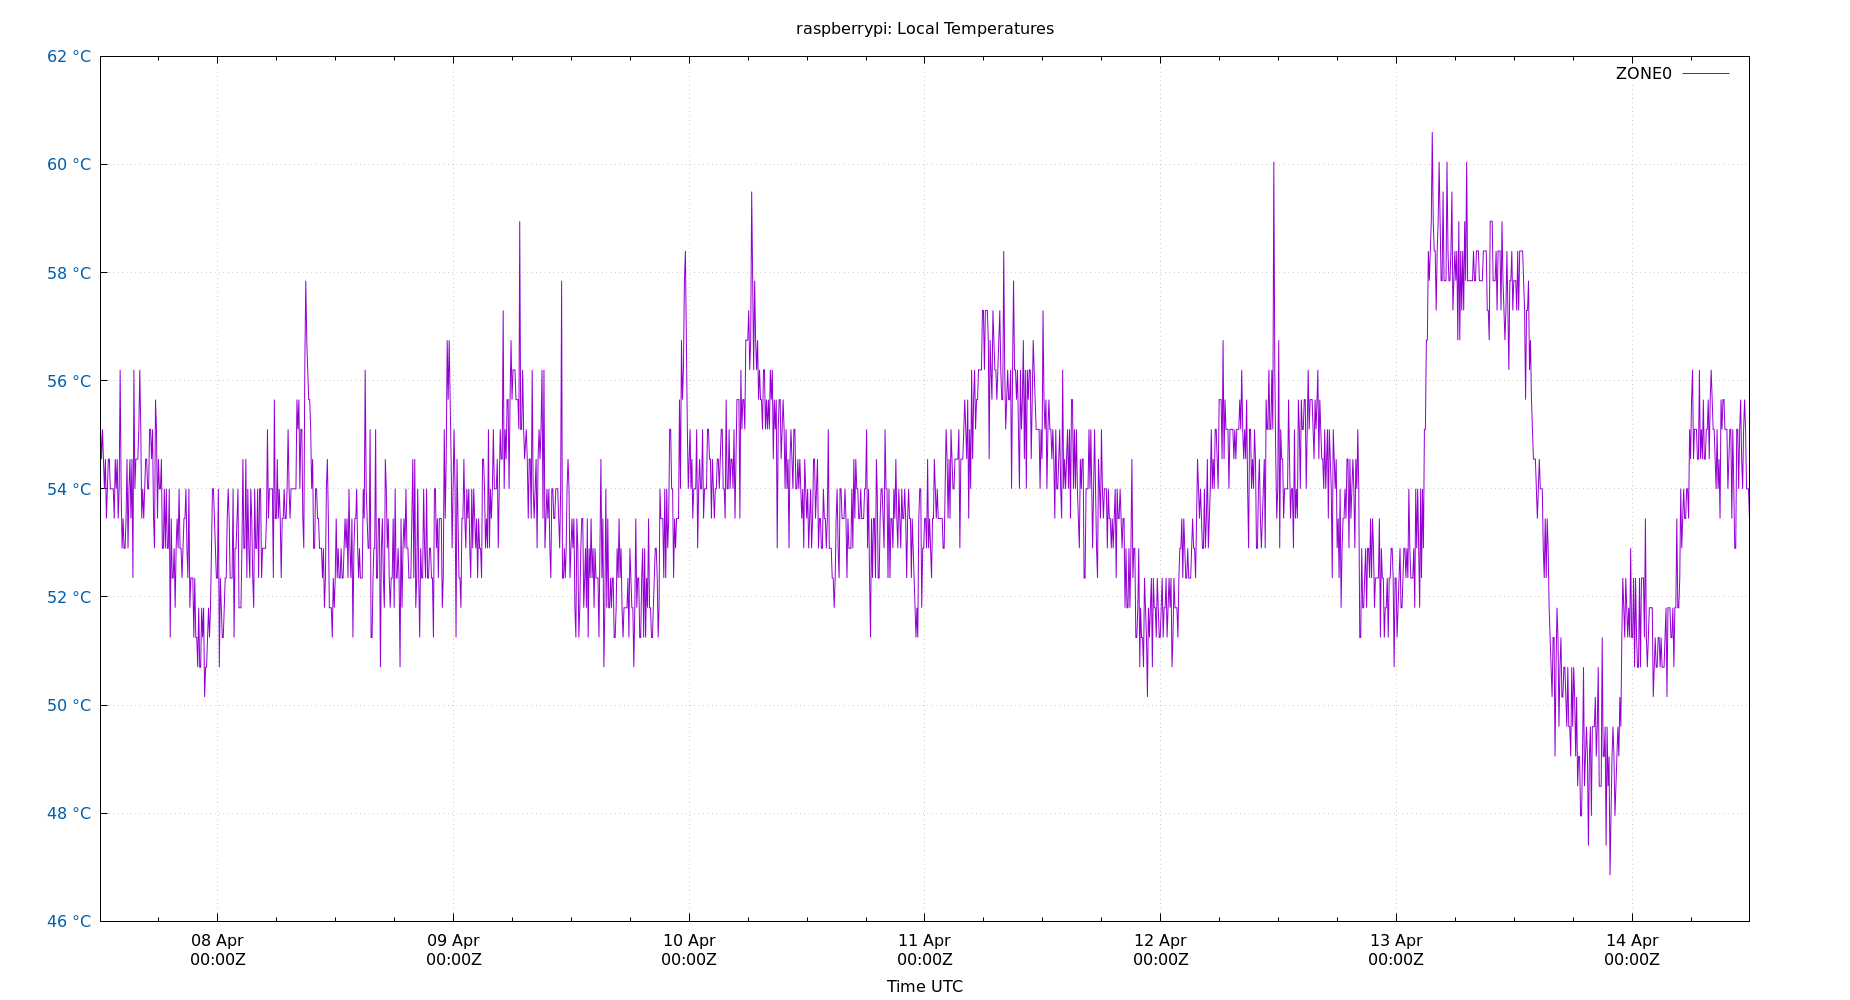 raspberrypi: Local Temperatures
62 °C
ZONE0
60 °C
58 °C
56 °C
54 °C
52 °C
50 °C
48 °C
46 °C
08 Apr 09 Apr 10 Apr 11 Apr 12 Apr 13 Apr 14 Apr
00:00Z 00:00Z 00:00Z 00:00Z 00:00Z 00:00Z 00:00Z
Time UTC